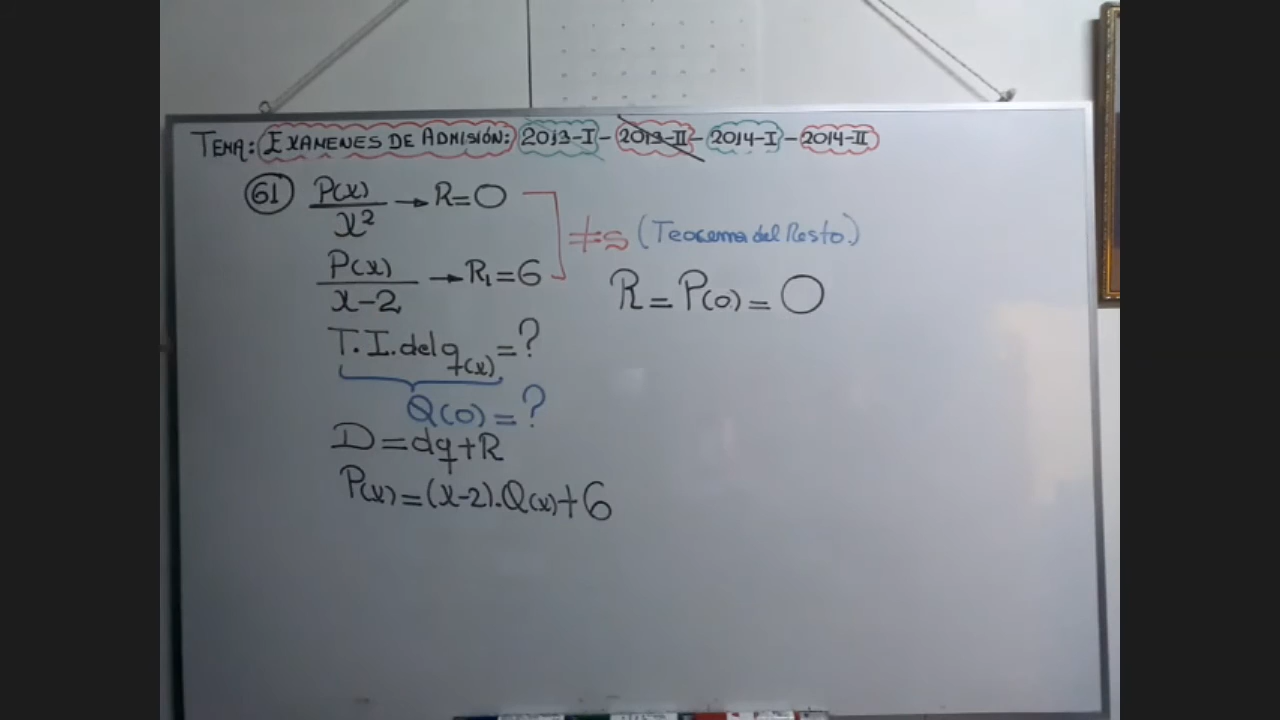 TEMA: EXAMENES DE ADMISIÓN: 2013-I - 2013-II - 2014-I - 2014-II
61 P(x)/x² → R=0
P(x)/x-2 → R₁=6
≠s (Teorema del Resto.)
R = P(0) = 0
T.I. del q(x) = ?
Q(0) = ?
D = dq + R
P(x) = (x-2).Q(x) + 6